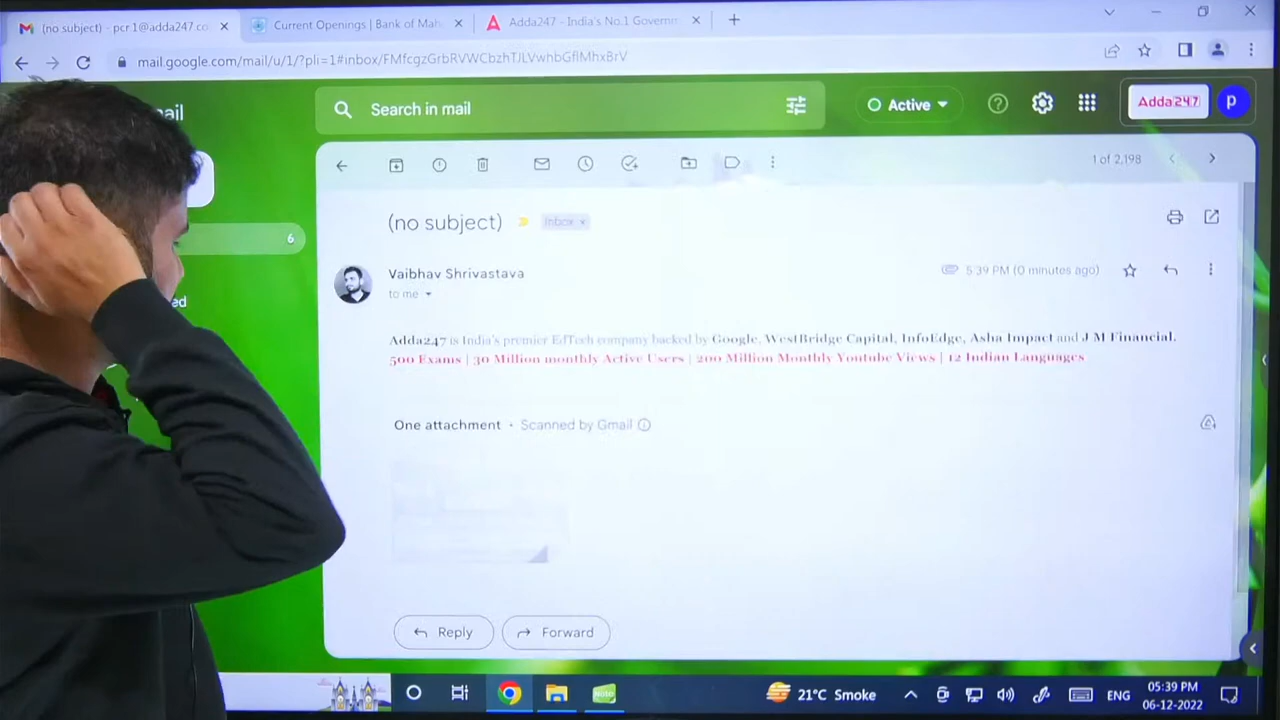 (no subject) - pcr.1@adda247.co
Current Openings | Bank of Mah
Adda247 - India's No.1 Governm
mail.google.com/mail/u/1/?pli=1#inbox/FMfcgzGrbRVWCbzhTJLVwhbGflMhxBrV
ail
Search in mail
Active
Adda247
p
1 of 2,198
(no subject)
Inbox ×
6
Vaibhav Shrivastava
5:39 PM (0 minutes ago)
to me
ed
Adda247 is India's premier EdTech company backed by Google, WestBridge Capital, InfoEdge, Asha Impact and J M Financial.
500 Exams | 30 Million monthly Active Users | 200 Million Monthly Youtube Views | 12 Indian Languages
One attachment • Scanned by Gmail
Reply
Forward
note
21°C Smoke
ENG
05:39 PM
06-12-2022